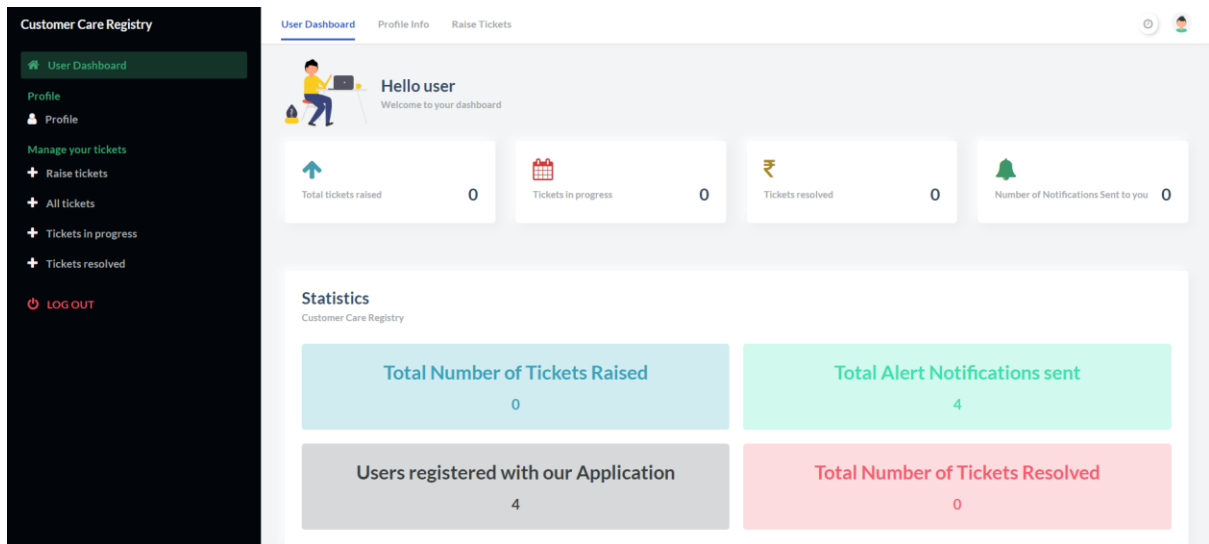 Customer Care Registry
User Dashboard
Profile
Profile
Manage your tickets
Raise tickets
All tickets
Tickets in progress
Tickets resolved
LOG OUT
User Dashboard Profile Info Raise Tickets
Hello user
Welcome to your dashboard
Total tickets raised 0
Tickets in progress 0
₹
Tickets resolved 0
Number of Notifications Sent to you 0
Statistics
Customer Care Registry
Total Number of Tickets Raised
0
Total Alert Notifications sent
4
Users registered with our Application
4
Total Number of Tickets Resolved
0